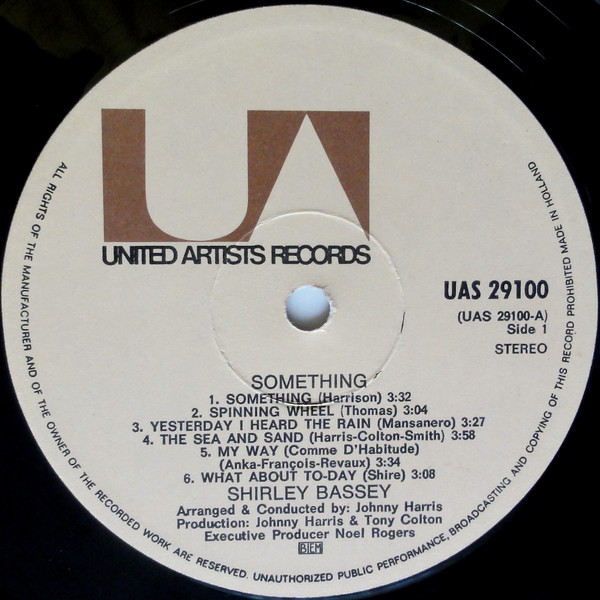 UA
UNITED ARTISTS RECORDS
UAS 29100
(UAS 29100-A)
Side 1
STEREO
SOMETHING
1. SOMETHING (Harrison) 3:32
2. SPINNING WHEEL (Thomas) 3:04
3. YESTERDAY I HEARD THE RAIN (Mansanero) 3:27
4. THE SEA AND SAND (Harris-Colton-Smith) 3:58
5. MY WAY (Comme D'Habitude)
(Anka-François-Revaux) 3:34
6. WHAT ABOUT TO-DAY (Shire) 3:08
SHIRLEY BASSEY
Arranged & Conducted by: Johnny Harris
Production: Johnny Harris & Tony Colton
Executive Producer Noel Rogers
BIEM
ALL RIGHTS OF THE MANUFACTURER AND OF THE OWNER OF THE RECORDED WORK ARE RESERVED. UNAUTHORIZED PUBLIC PERFORMANCE, BROADCASTING AND COPYING OF THIS RECORD PROHIBITED MADE IN HOLLAND